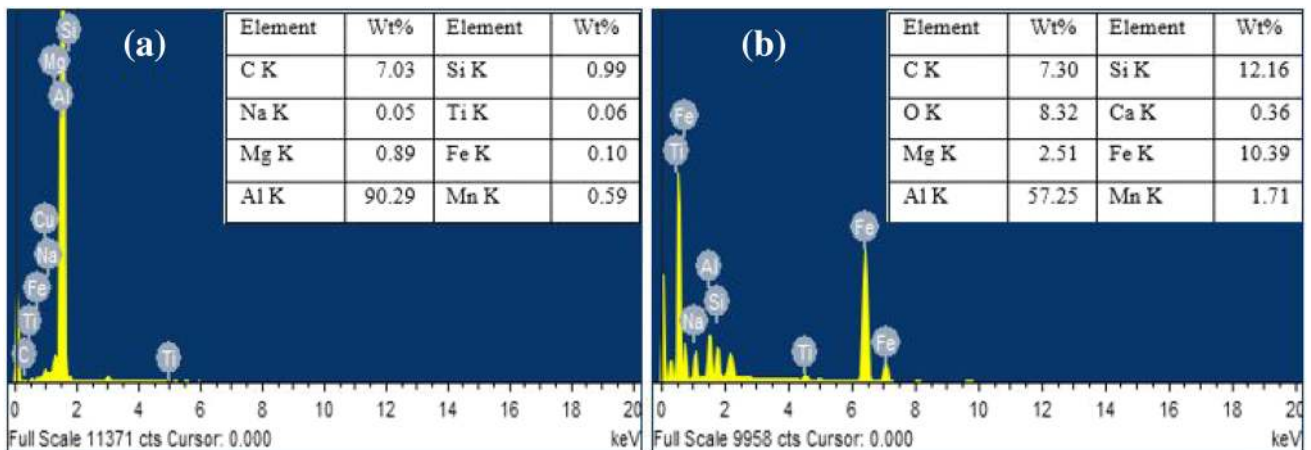 (a)
Element Wt% Element Wt%
C K 7.03 Si K 0.99
Na K 0.05 Ti K 0.06
Mg K 0.89 Fe K 0.10
Al K 90.29 Mn K 0.59
Si
Mg
Al
Cu
Na
Fe
Ti
C
Ti
0 2 4 6 8 10 12 14 16 18 20
Full Scale 11371 cts Cursor: 0.000 keV
(b)
Element Wt% Element Wt%
C K 7.30 Si K 12.16
O K 8.32 Ca K 0.36
Mg K 2.51 Fe K 10.39
Al K 57.25 Mn K 1.71
Fe
Ti
Al
Si
Na
Fe
Ti
Fe
0 2 4 6 8 10 12 14 16 18 20
Full Scale 9958 cts Cursor: 0.000 keV